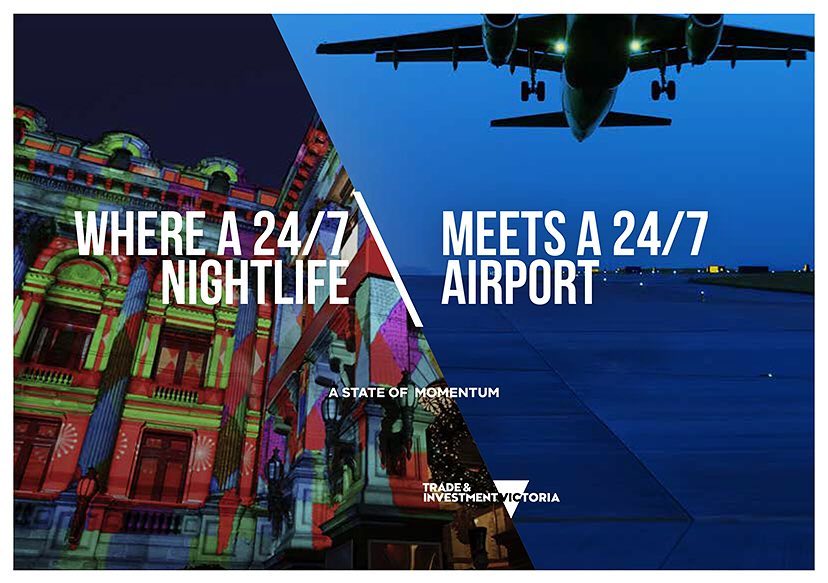 WHERE A 24/7
NIGHTLIFE
MEETS A 24/7
AIRPORT
A STATE OF MOMENTUM
TRADE &
INVESTMENT VICTORIA